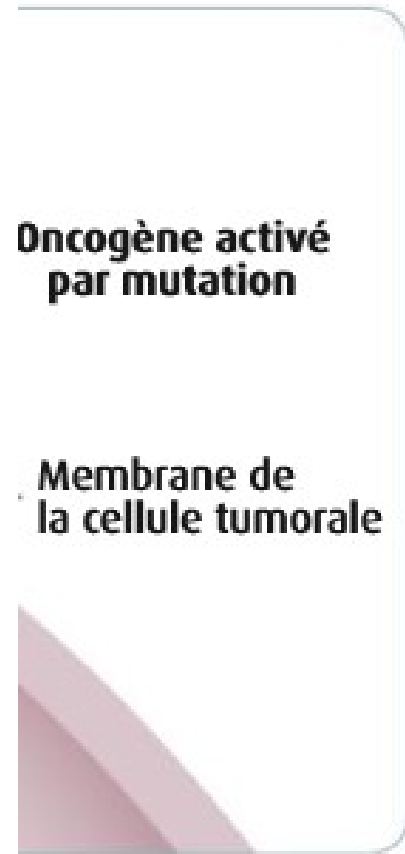 Oncogène activé
par mutation
Membrane de
la cellule tumorale